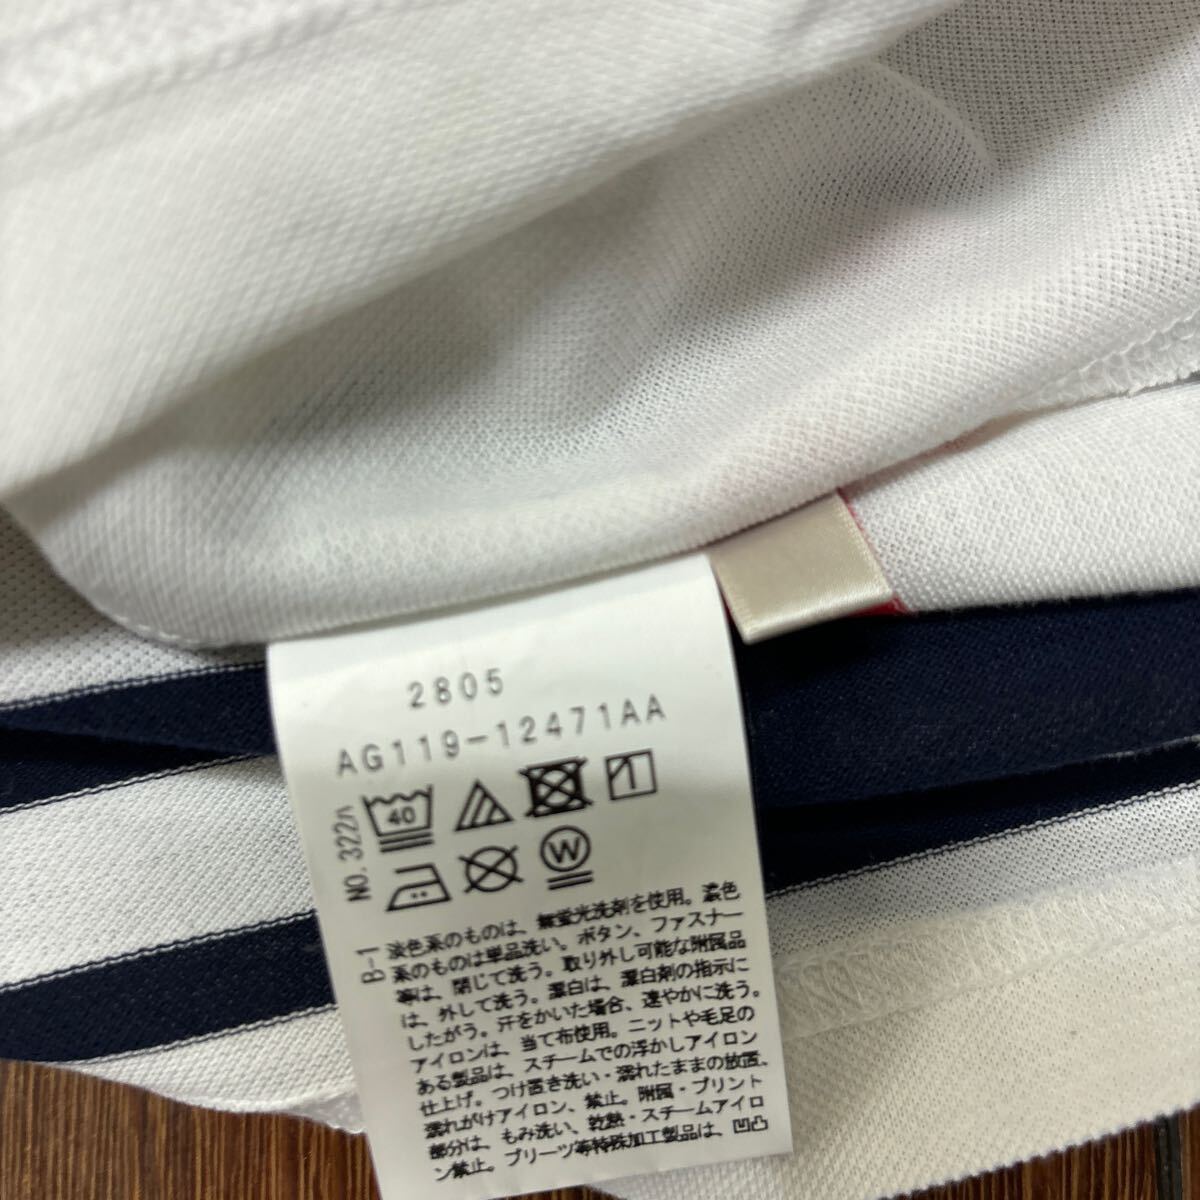 2805
AG119-12471AA
NO.322ハ
40
W
B-1
淡色系のものは、無蛍光洗剤を使用。濃色
系のものは単品洗い。ボタン、ファスナー
等は、閉じて洗う。取り外し可能な附属品
は、外して洗う。漂白は、漂白剤の指示に
したがう。汗をかいた場合、速やかに洗う。
アイロンは、当て布使用。ニットや毛足の
ある製品は、スチームでの浮かしアイロン
仕上げ。つけ置き洗い・濡れたままの放置、
濡れがけアイロン、禁止。附属・プリント
部分は、もみ洗い、乾熱・スチームアイロ
ン禁止。プリーツ等特殊加工製品は、凹凸